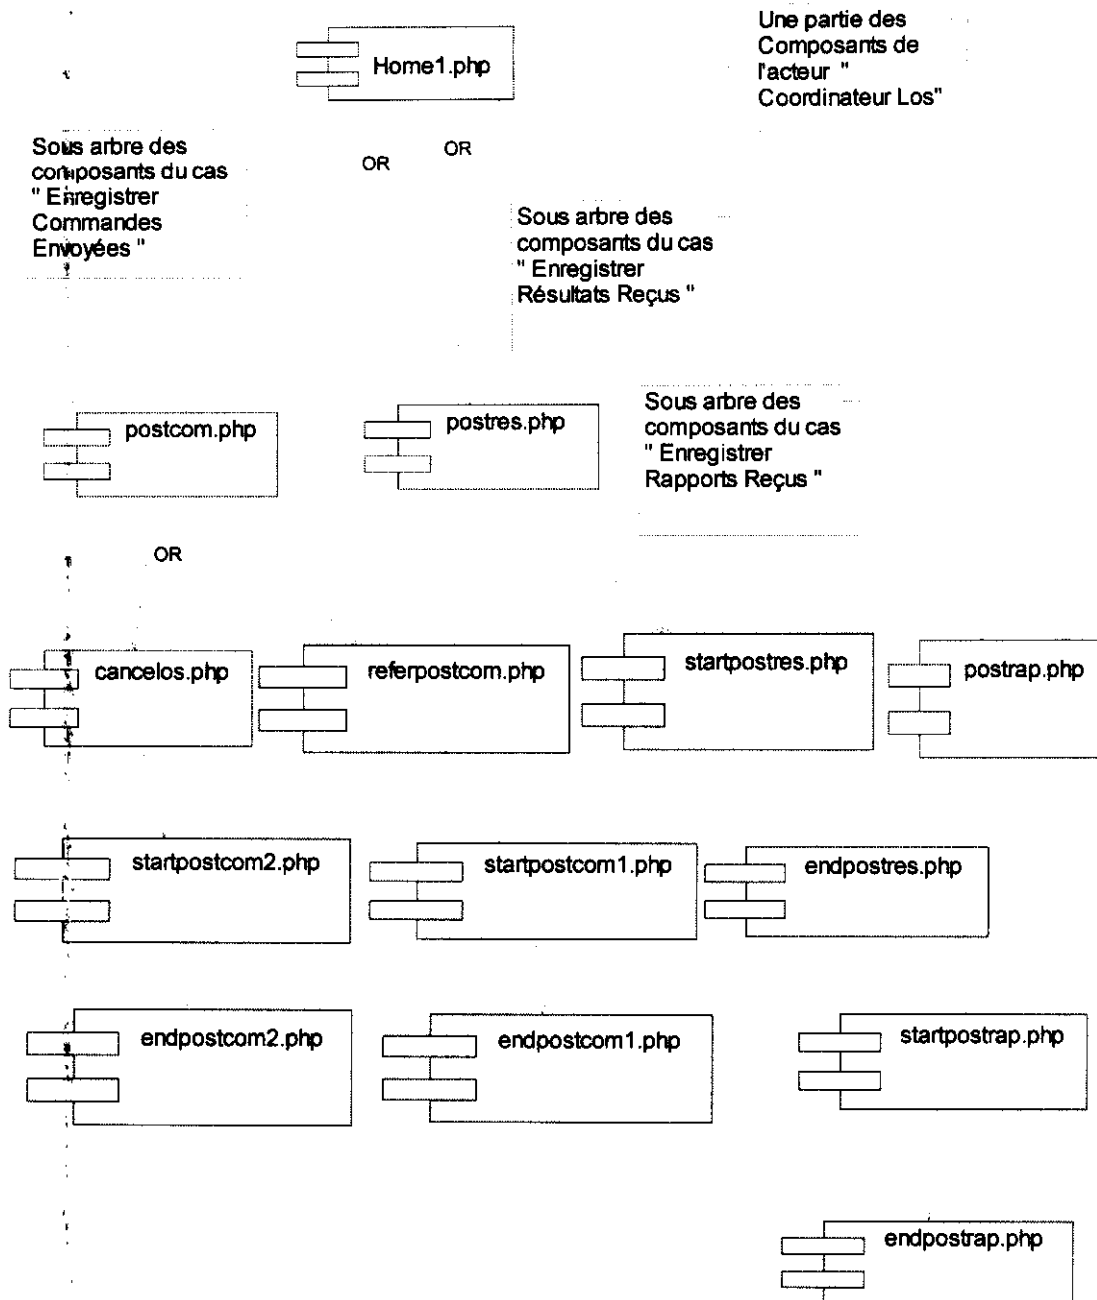 Une partie des
Composants de
l'acteur "
Coordinateur Los"
Home1.php
Sous arbre des
composants du cas
" Enregistrer
Commandes
Envoyées "
OR
OR
Sous arbre des
composants du cas
" Enregistrer
Résultats Reçus "
postcom.php
postres.php
Sous arbre des
composants du cas
" Enregistrer
Rapports Reçus "
OR
cancelos.php
referpostcom.php
startpostres.php
postrap.php
startpostcom2.php
startpostcom1.php
endpostres.php
endpostcom2.php
endpostcom1.php
startpostrap.php
endpostrap.php